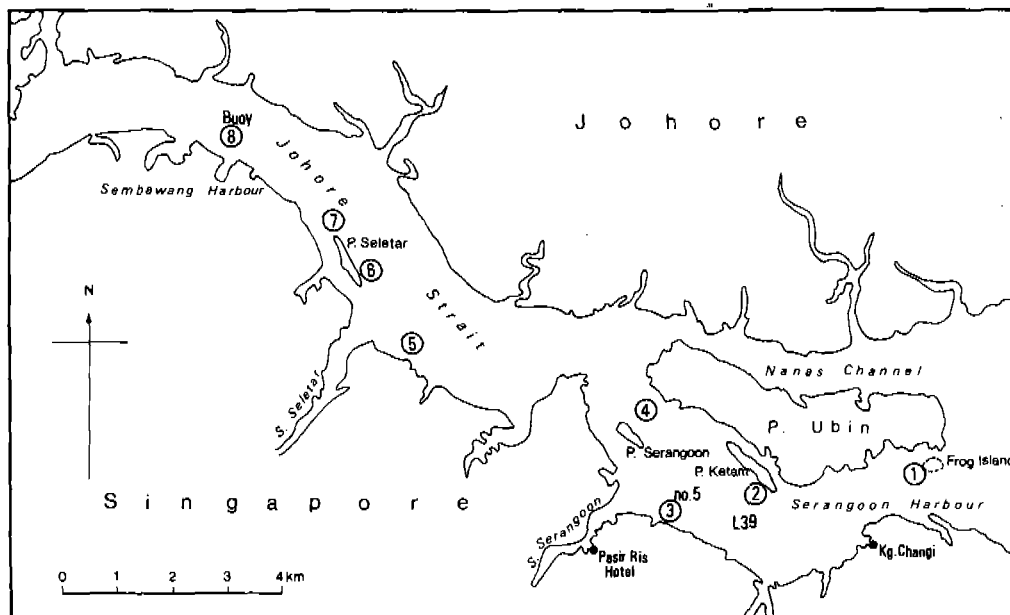 Johore
Buoy
8
Johore Strait
Sembawang Harbour
7
P. Seletar
6
N
5
S. Seletar
Nanas Channel
4
P. Ubin
P. Serangoon
P. Ketam
1
Frog Island
2
no.5
3
L39
Serangoon Harbour
Singapore
S. Serangoon
Pasir Ris
Hotel
Kg. Changi
0 1 2 3 4 km